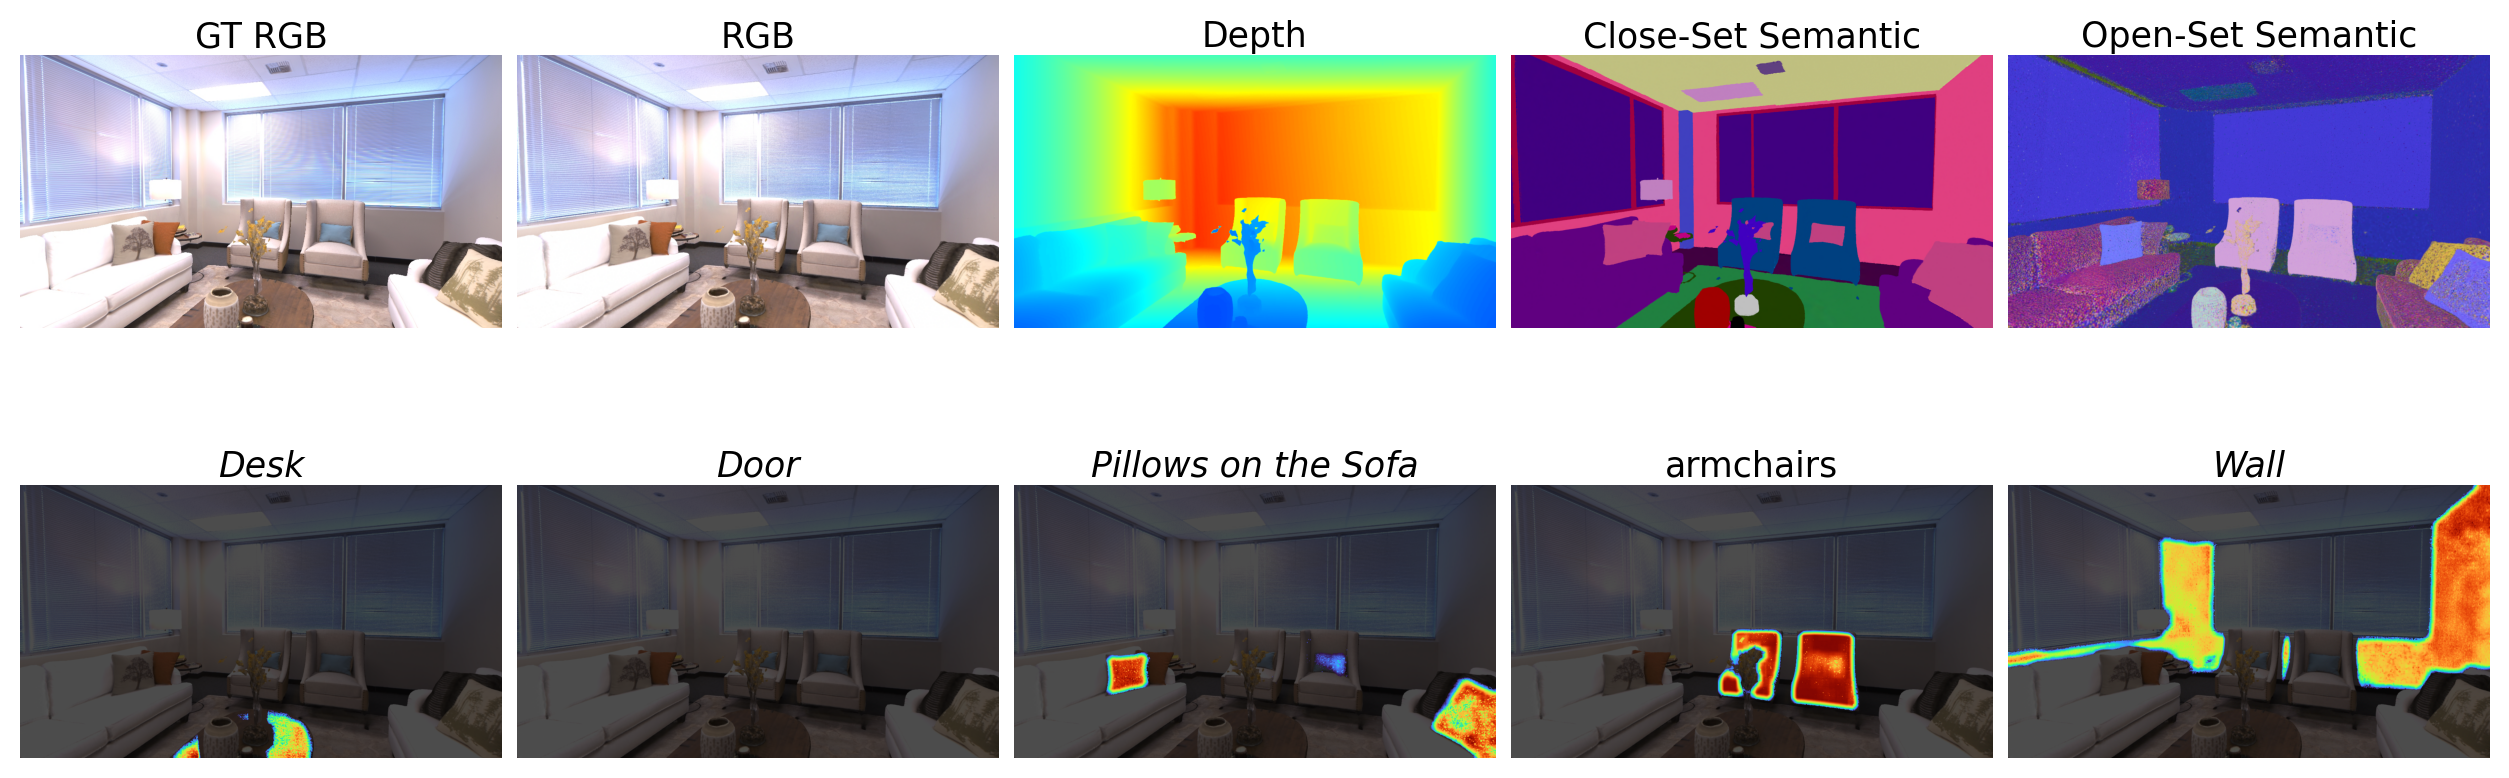 GT RGB
RGB
Depth
Close-Set Semantic
Open-Set Semantic
Desk
Door
Pillows on the Sofa
armchairs
Wall